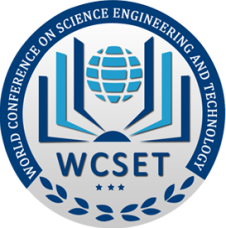 WORLD CONFERENCE ON SCIENCE ENGINEERING AND TECHNOLOGY
WCSET